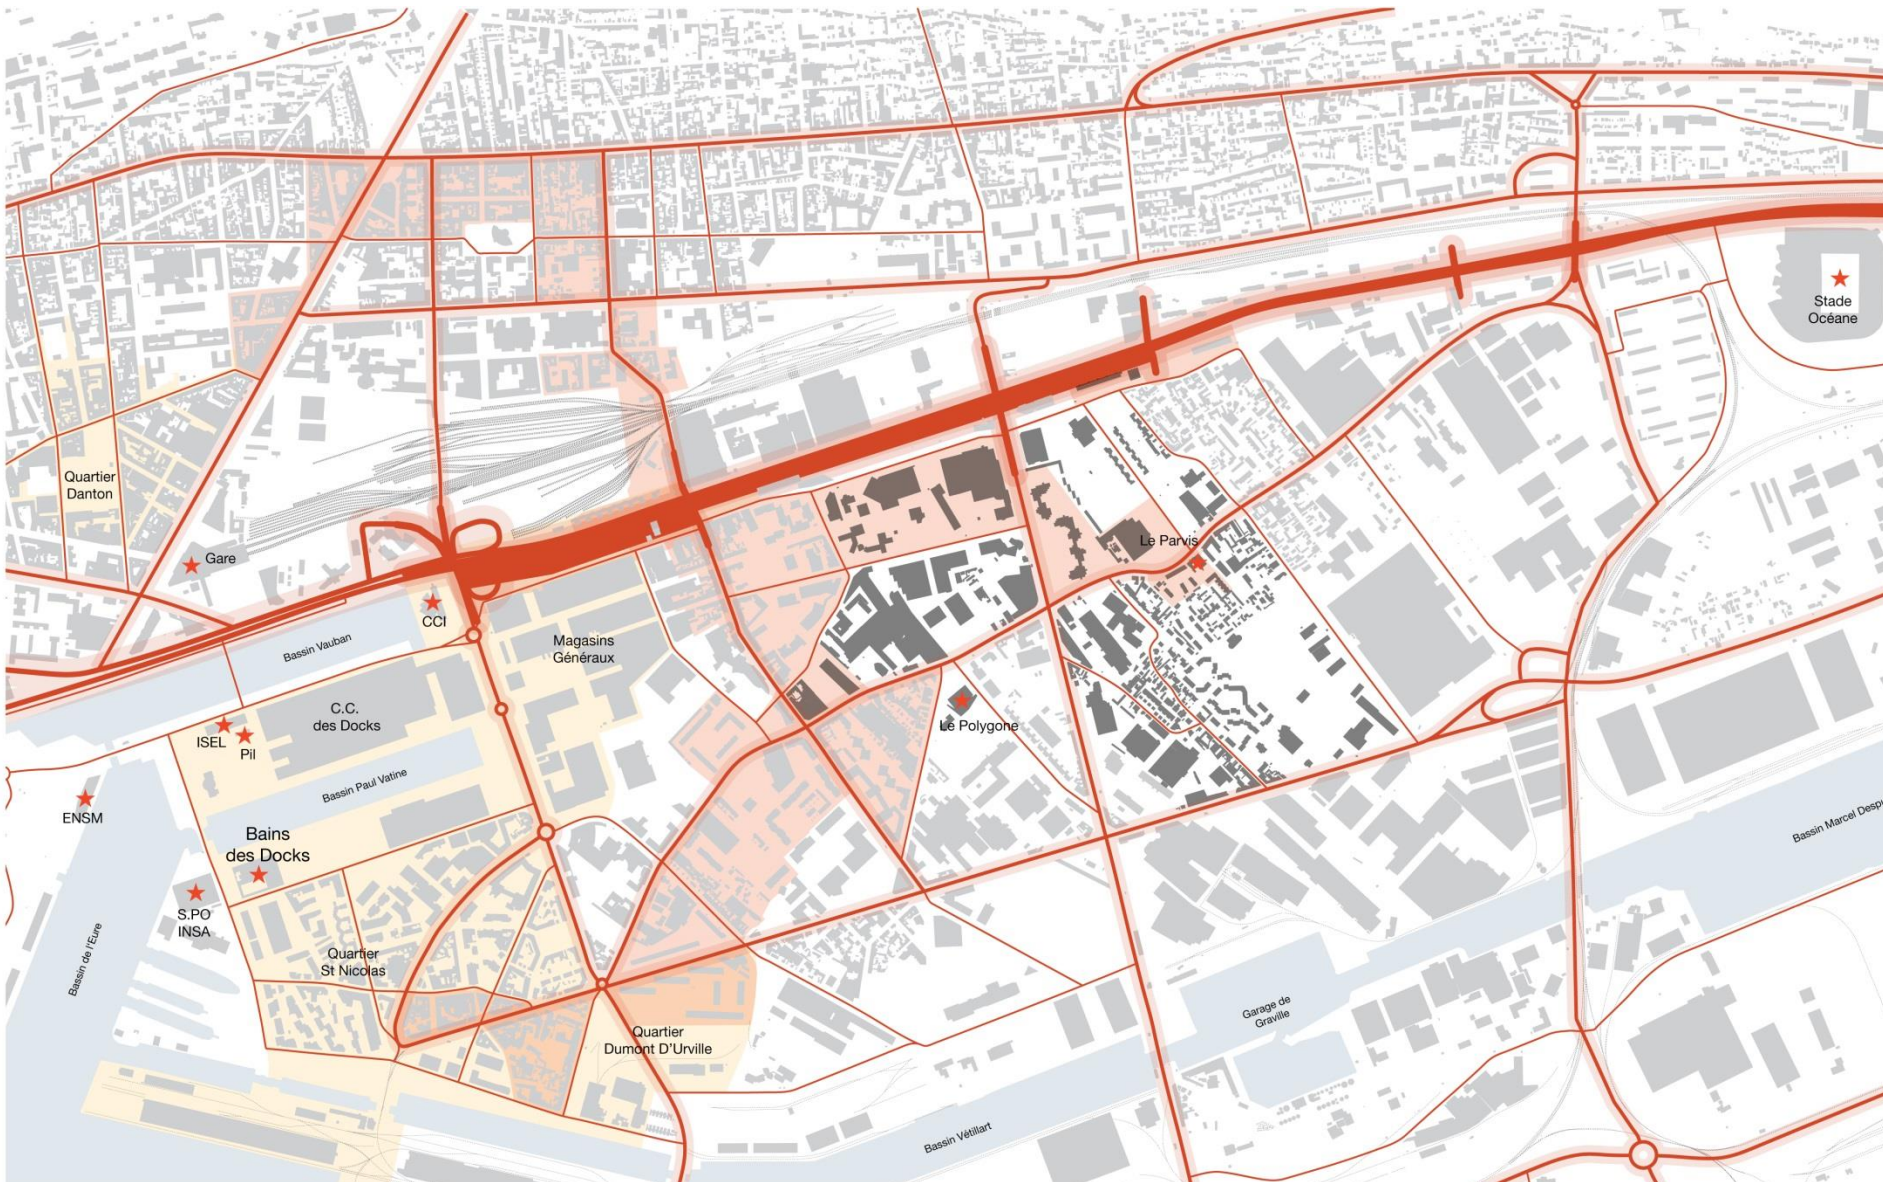 Stade
Océane
Quartier
Danton
Gare
Le Parvis
CCI
Magasins
Généraux
Bassin Vauban
C.C.
des Docks
ISEL
Pil
Le Polygone
Bassin Paul Vatine
ENSM
Bains
des Docks
Bassin Marcel Despu
S.PO
INSA
Bassin de l'Eure
Quartier
St Nicolas
Garage de
Graville
Quartier
Dumont D'Urville
Bassin Vétillart